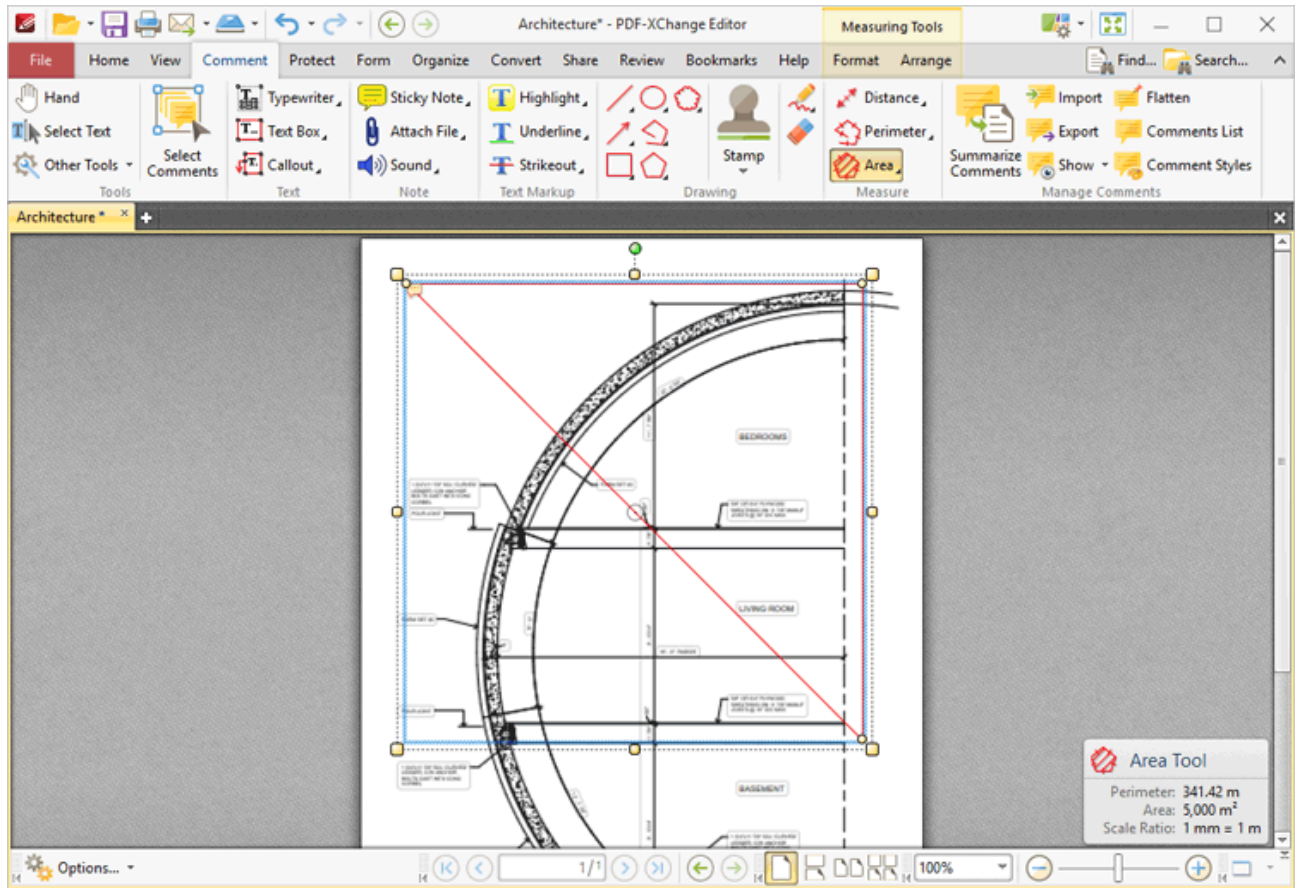 Architecture* - PDF-XChange Editor
Measuring Tools
File Home View Comment Protect Form Organize Convert Share Review Bookmarks Help Format Arrange Find... Search...
Hand
Select Text
Other Tools
Tools
Select
Comments
Typewriter
Text Box
Callout
Text
Sticky Note
Attach File
Sound
Note
Highlight
Underline
Strikeout
Text Markup
Stamp
Drawing
Distance
Perimeter
Area
Measure
Summarize
Comments
Import
Export
Show
Flatten
Comments List
Comment Styles
Manage Comments
Architecture *
BEDROOMS
LIVING ROOM
BASEMENT
Area Tool
Perimeter: 341.42 m
Area: 5,000 m²
Scale Ratio: 1 mm = 1 m
Options...
1/1
100%